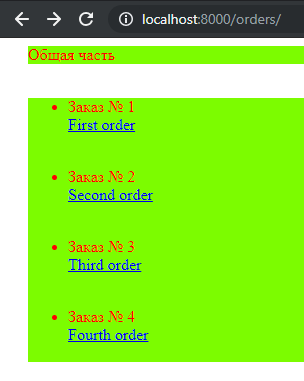 localhost:8000/orders/
Общая часть
Заказ № 1
First order
Заказ № 2
Second order
Заказ № 3
Third order
Заказ № 4
Fourth order